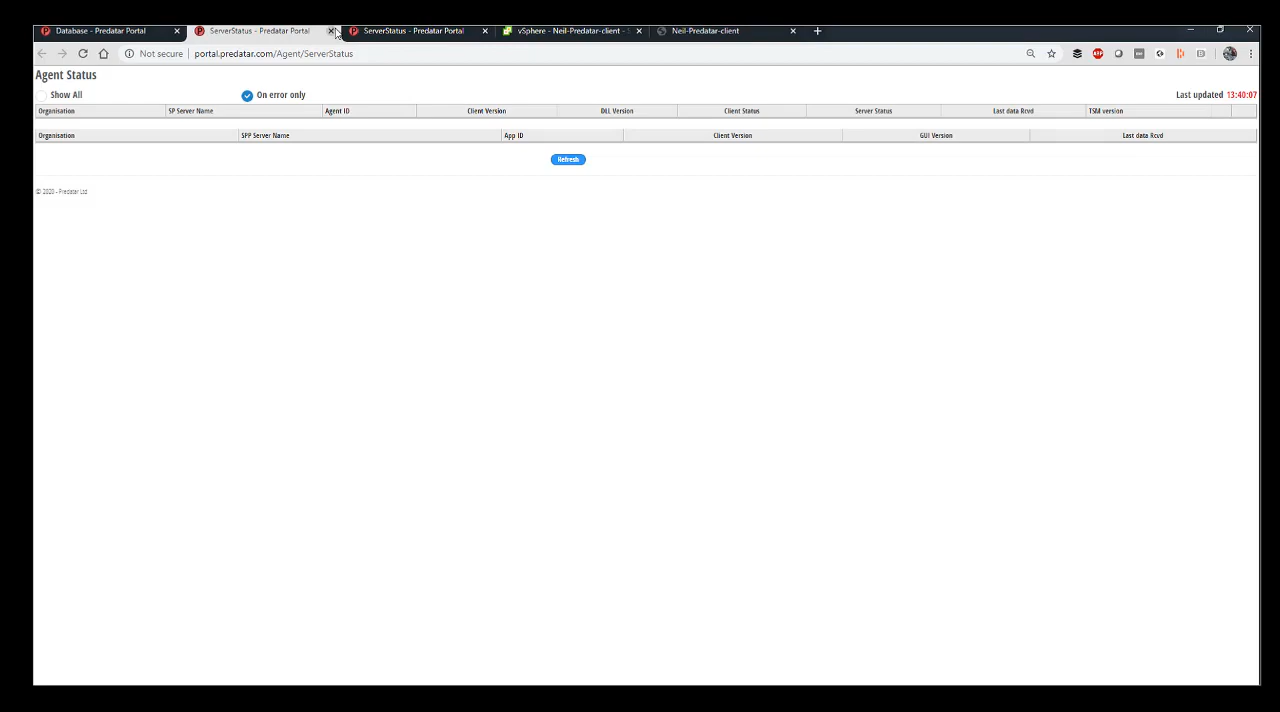 Database - Predatar Portal
ServerStatus - Predatar Portal
ServerStatus - Predatar Portal
vSphere - Neil-Predatar-client -
Neil-Predatar-client
Not secure
portal.predatar.com/Agent/ServerStatus
Agent Status
Show All
On error only
Last updated 13:40:07
Organisation SP Server Name Agent ID Client Version DLL Version Client Status Server Status Last data Rcvd TSM version
Organisation SPP Server Name App ID Client Version GUI Version Last data Rcvd
Refresh
© 2020 - Predatar Ltd